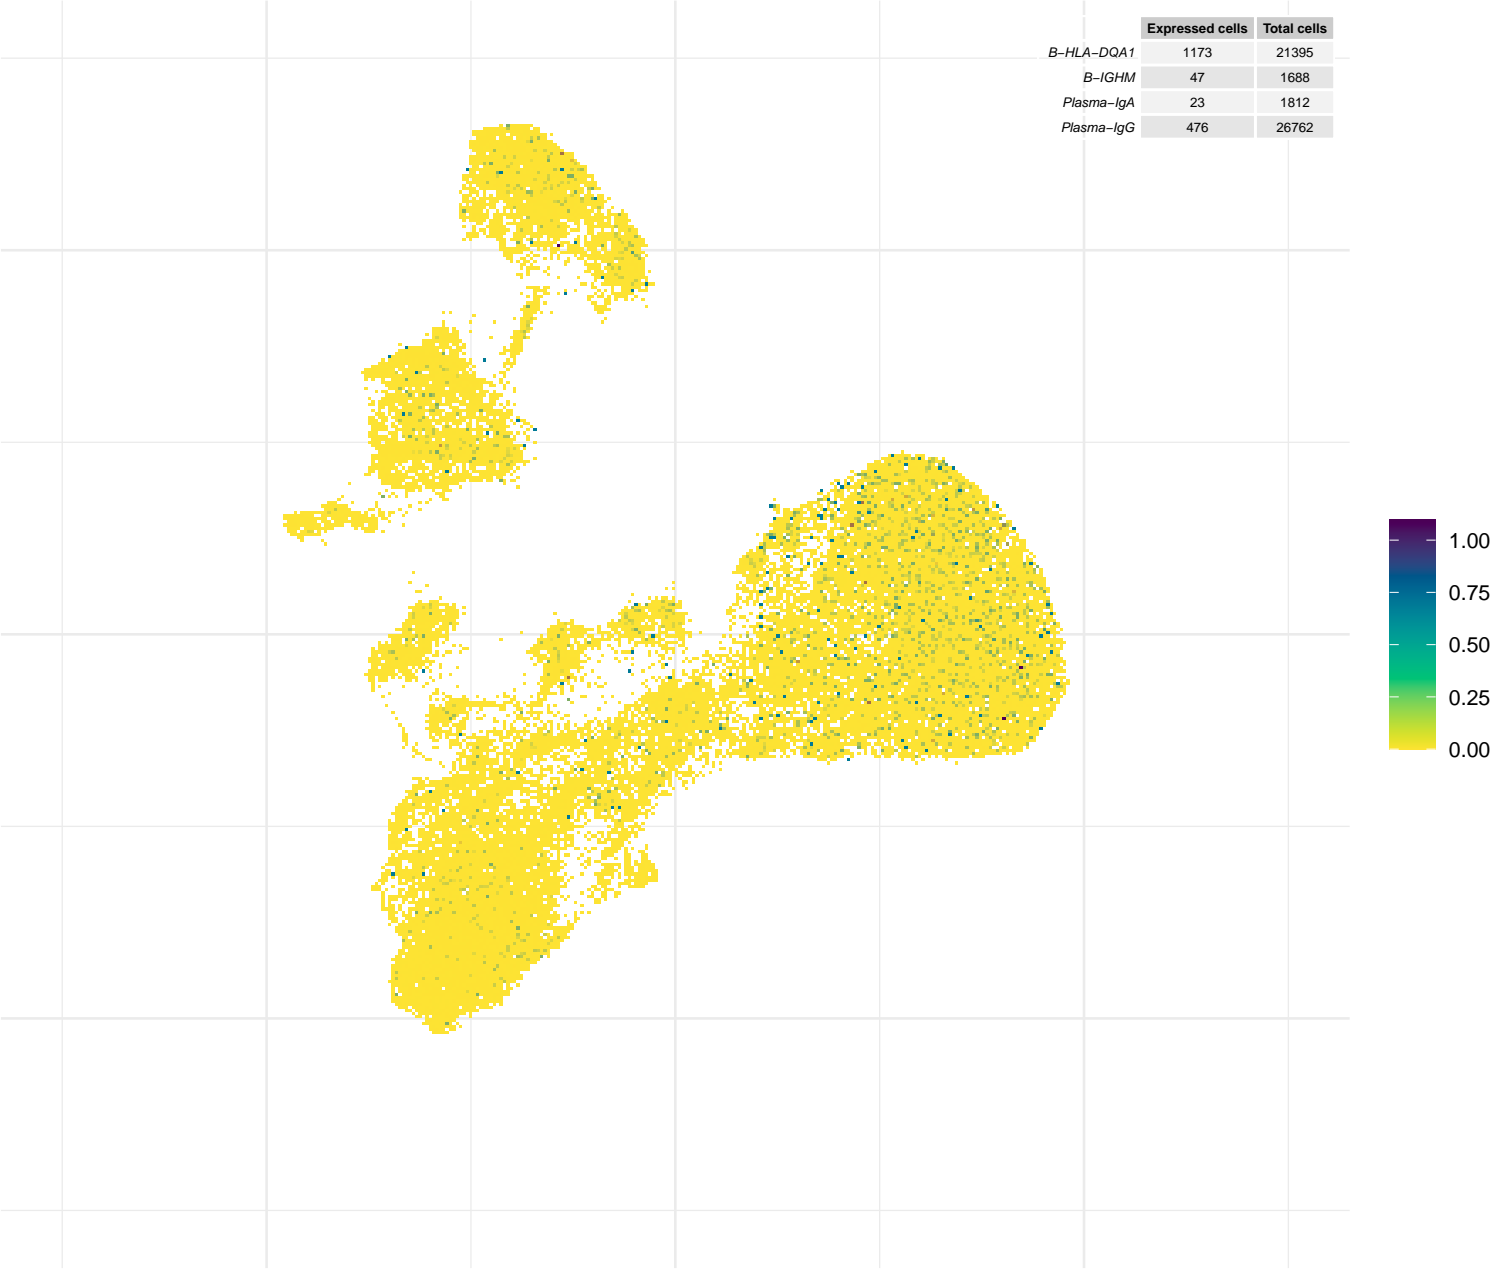 Expressed cells Total cells
B−HLA−DQA1 1173 21395
B−IGHM 47 1688
Plasma−IgA 23 1812
Plasma−IgG 476 26762
1.00
0.75
0.50
0.25
0.00